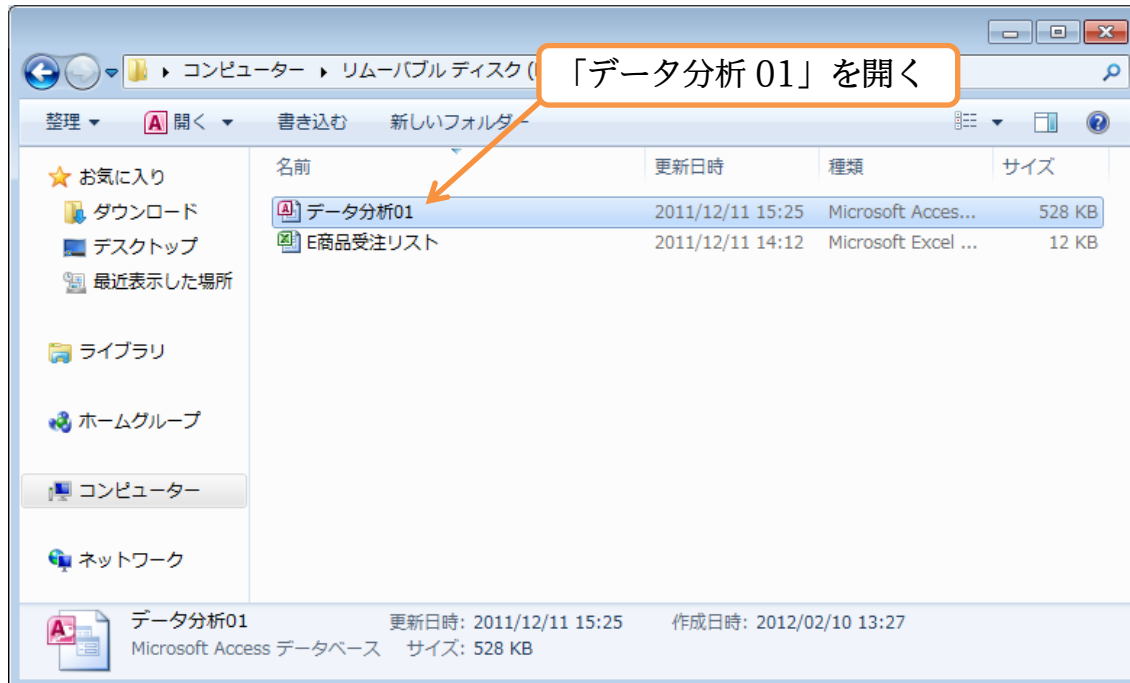 コンピューター ▸ リムーバブル ディスク (
「データ分析 01」を開く
整理 開く 書き込む 新しいフォルダー
お気に入り
ダウンロード
デスクトップ
最近表示した場所
ライブラリ
ホームグループ
コンピューター
ネットワーク
名前 更新日時 種類 サイズ
データ分析01 2011/12/11 15:25 Microsoft Acces... 528 KB
E商品受注リスト 2011/12/11 14:12 Microsoft Excel ... 12 KB
データ分析01 更新日時: 2011/12/11 15:25 作成日時: 2012/02/10 13:27
Microsoft Access データベース サイズ: 528 KB